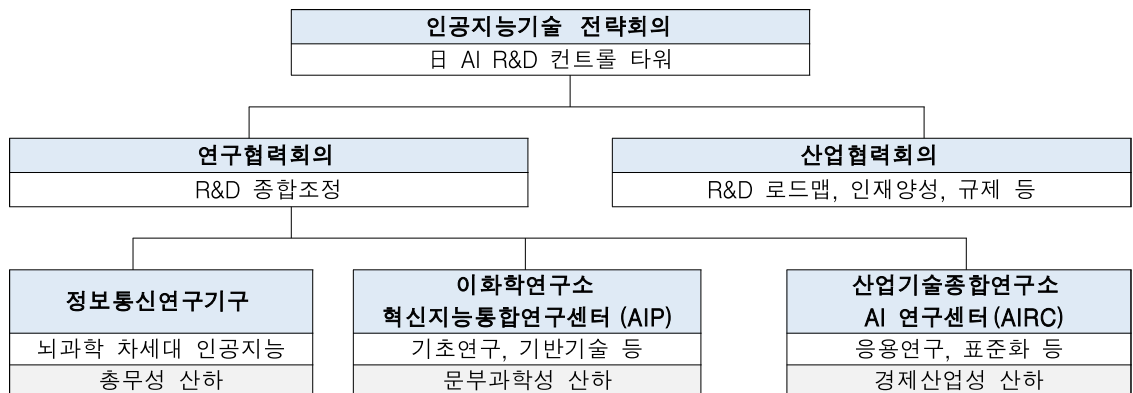 인공지능기술 전략회의
日 AI R&D 컨트롤 타워
연구협력회의
R&D 종합조정
산업협력회의
R&D 로드맵, 인재양성, 규제 등
정보통신연구기구
뇌과학 차세대 인공지능
총무성 산하
이화학연구소
혁신지능통합연구센터 (AIP)
기초연구, 기반기술 등
문부과학성 산하
산업기술종합연구소
AI 연구센터(AIRC)
응용연구, 표준화 등
경제산업성 산하